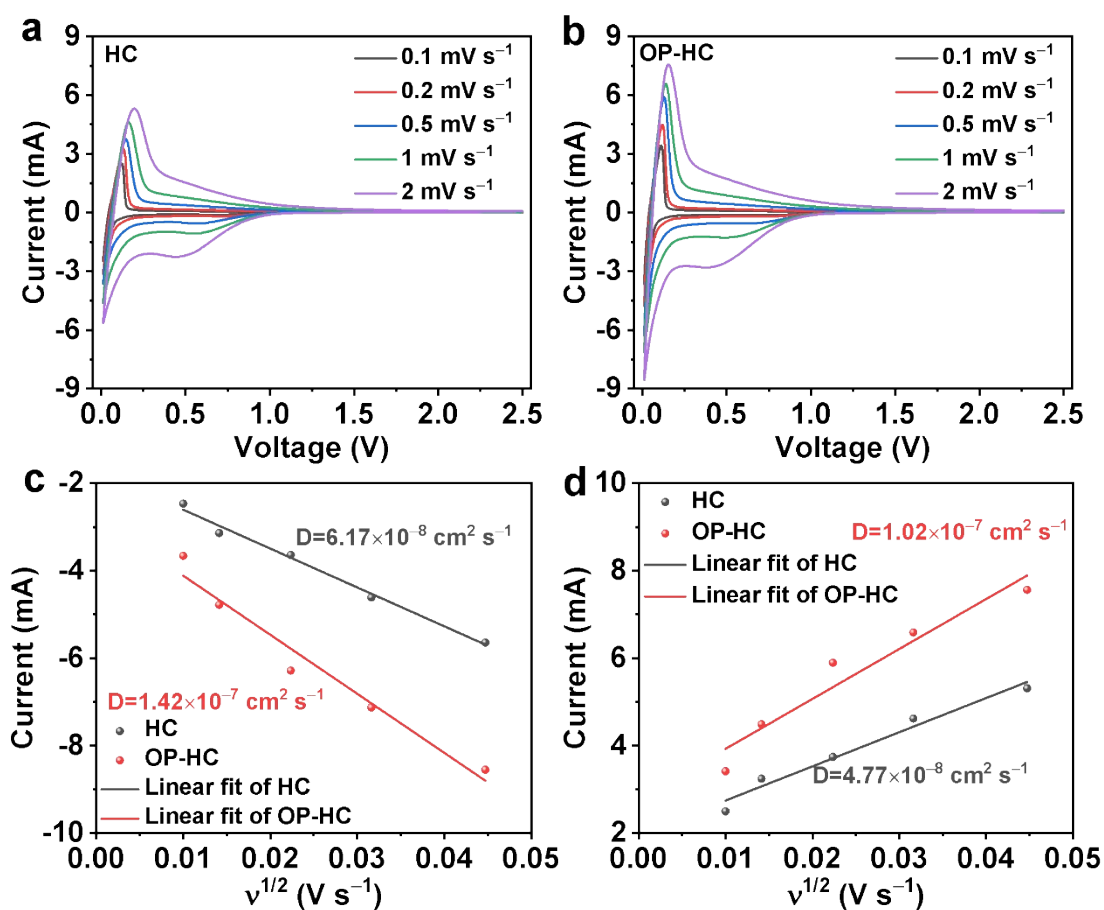 a
HC
0.1 mV s⁻¹
0.2 mV s⁻¹
0.5 mV s⁻¹
1 mV s⁻¹
2 mV s⁻¹
9
6
3
0
-3
-6
-9
Current (mA)
0.0 0.5 1.0 1.5 2.0 2.5
Voltage (V)
b
OP-HC
0.1 mV s⁻¹
0.2 mV s⁻¹
0.5 mV s⁻¹
1 mV s⁻¹
2 mV s⁻¹
9
6
3
0
-3
-6
-9
Current (mA)
0.0 0.5 1.0 1.5 2.0 2.5
Voltage (V)
c
D=6.17×10⁻⁸ cm² s⁻¹
D=1.42×10⁻⁷ cm² s⁻¹
HC
OP-HC
Linear fit of HC
Linear fit of OP-HC
-2
-4
-6
-8
-10
Current (mA)
0.00 0.01 0.02 0.03 0.04 0.05
ν¹ᐟ² (V s⁻¹)
d
HC
OP-HC
D=1.02×10⁻⁷ cm² s⁻¹
Linear fit of HC
Linear fit of OP-HC
D=4.77×10⁻⁸ cm² s⁻¹
10
8
6
4
2
Current (mA)
0.00 0.01 0.02 0.03 0.04 0.05
ν¹ᐟ² (V s⁻¹)